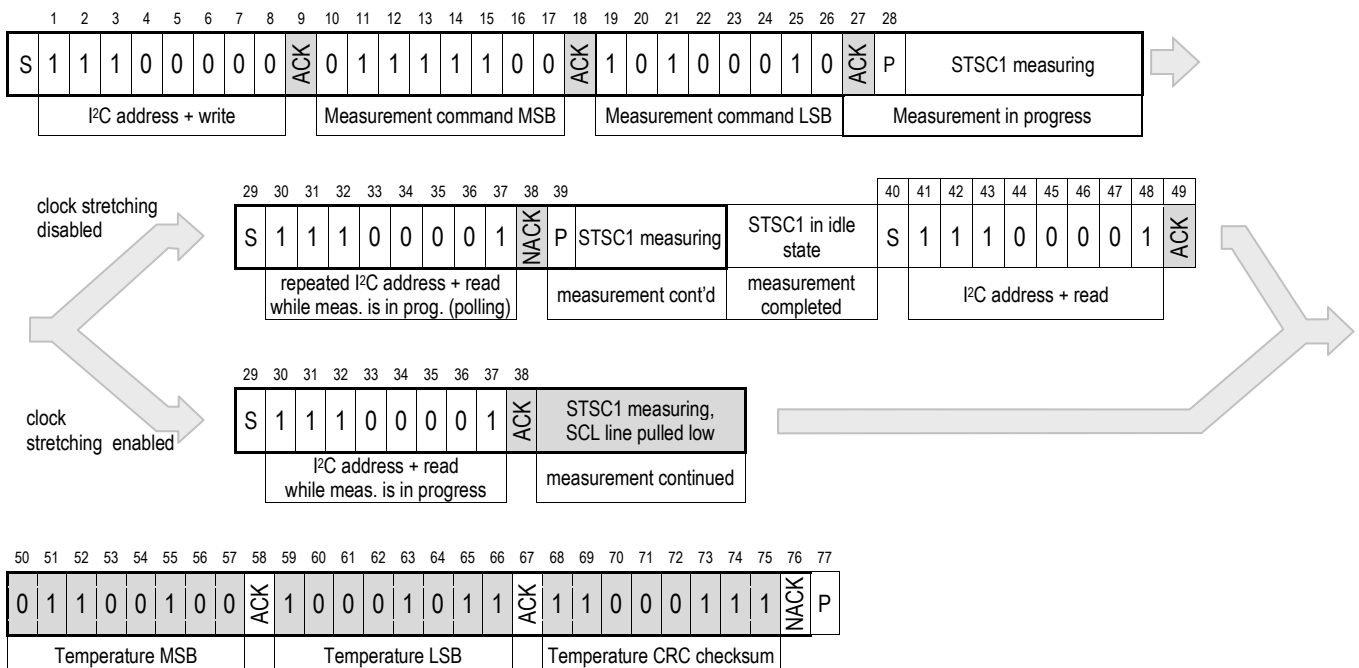 1 2 3 4 5 6 7 8 9 10 11 12 13 14 15 16 17 18 19 20 21 22 23 24 25 26 27 28
S 1 1 1 0 0 0 0 0 ACK 0 1 1 1 1 1 0 0 ACK 1 0 1 0 0 0 1 0 ACK P STSC1 measuring
I²C address + write Measurement command MSB Measurement command LSB Measurement in progress
clock stretching
disabled
29 30 31 32 33 34 35 36 37 38 39 40 41 42 43 44 45 46 47 48 49
S 1 1 1 0 0 0 0 1 NACK P STSC1 measuring STSC1 in idle
state S 1 1 1 0 0 0 0 1 ACK
repeated I²C address + read
while meas. is in prog. (polling)
measurement cont'd
measurement
completed
I²C address + read
clock
stretching enabled
29 30 31 32 33 34 35 36 37 38
S 1 1 1 0 0 0 0 1 ACK STSC1 measuring,
SCL line pulled low
I²C address + read
while meas. is in progress
measurement continued
50 51 52 53 54 55 56 57 58 59 60 61 62 63 64 65 66 67 68 69 70 71 72 73 74 75 76 77
0 1 1 0 0 1 0 0 ACK 1 0 0 0 1 0 1 1 ACK 1 1 0 0 0 1 1 1 NACK P
Temperature MSB Temperature LSB Temperature CRC checksum